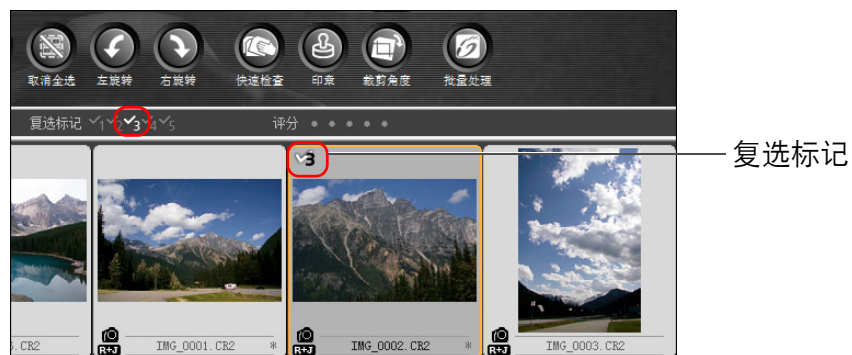 取消全选 左旋转 右旋转 快速检查 印章 裁剪角度 批量处理
复选标记 1 2 3 4 5 评分
3
复选标记
.CR2 R+J IMG_0001.CR2 * R+J IMG_0002.CR2 * R+J IMG_0003.CR2